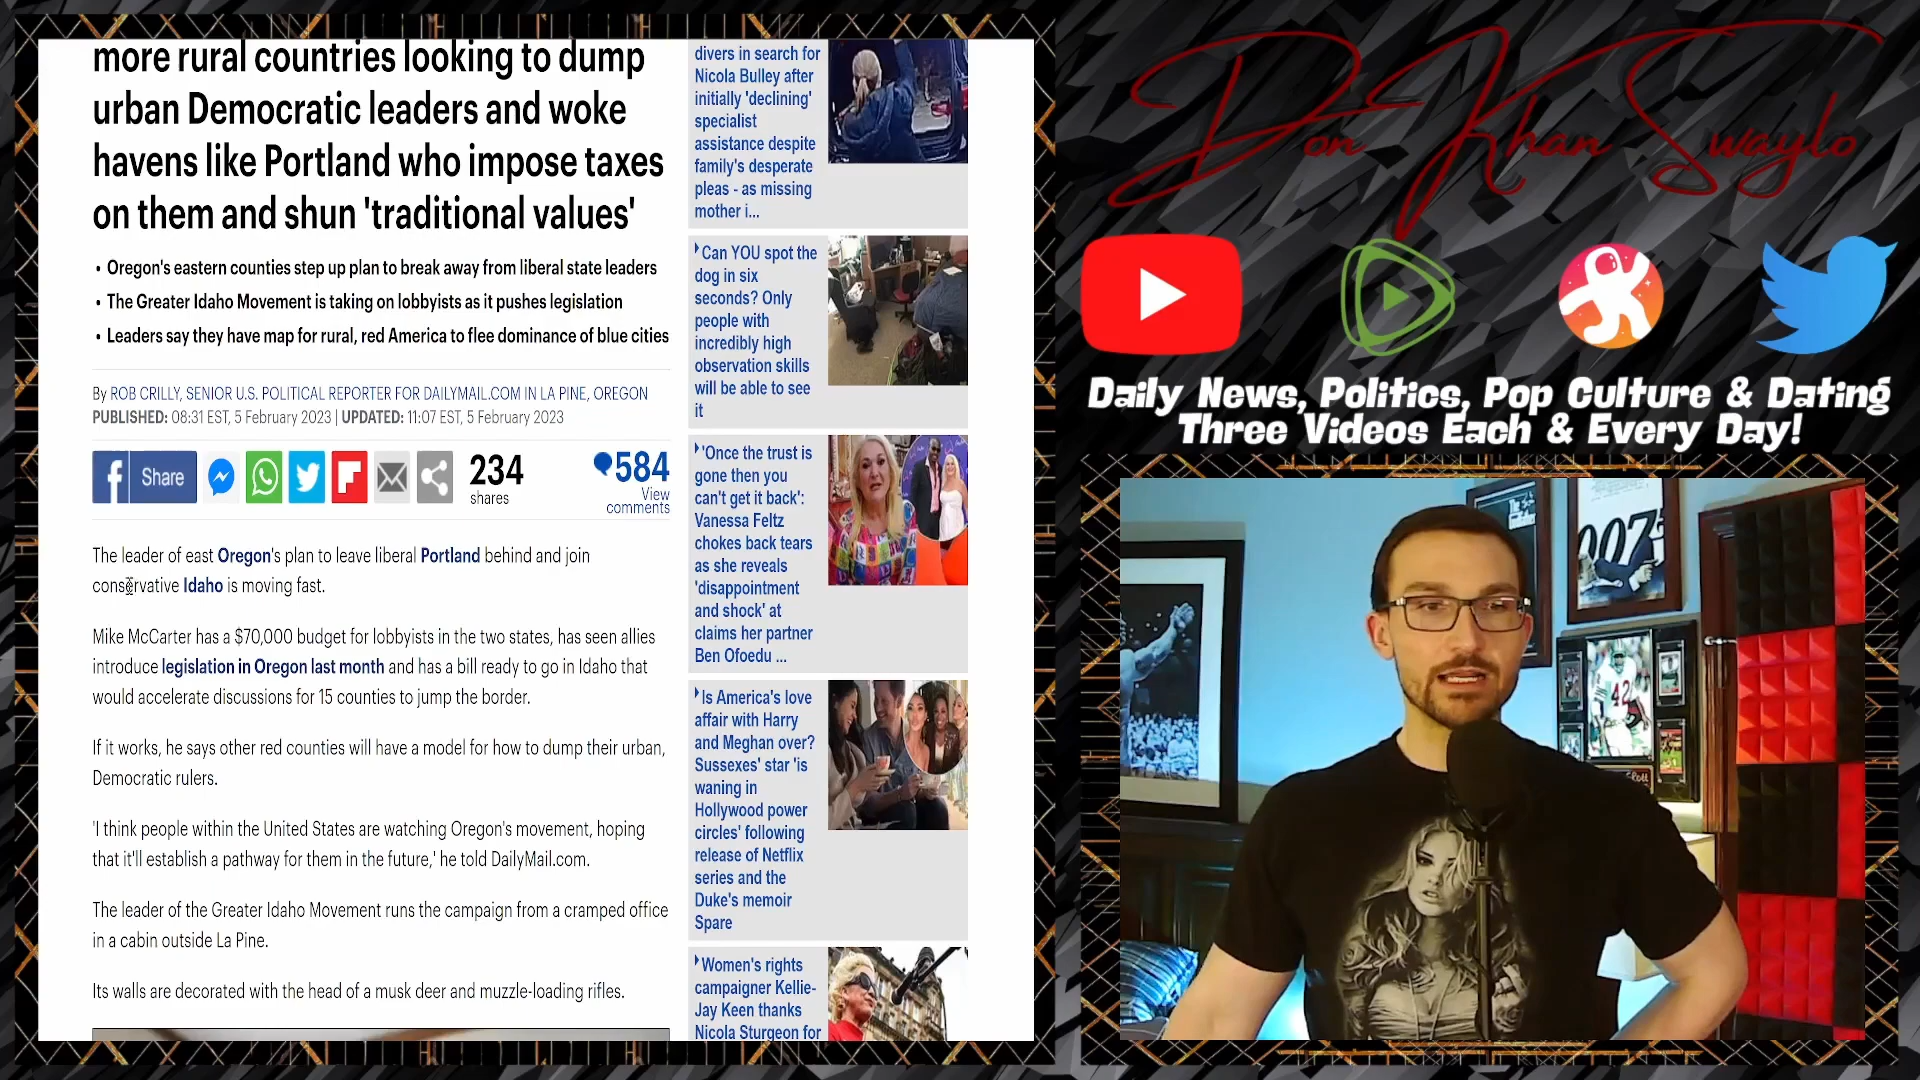 more rural countries looking to dump
urban Democratic leaders and woke
havens like Portland who impose taxes
on them and shun 'traditional values'
• Oregon's eastern counties step up plan to break away from liberal state leaders
• The Greater Idaho Movement is taking on lobbyists as it pushes legislation
• Leaders say they have map for rural, red America to flee dominance of blue cities
By ROB CRILLY, SENIOR U.S. POLITICAL REPORTER FOR DAILYMAIL.COM IN LA PINE, OREGON
PUBLISHED: 08:31 EST, 5 February 2023 | UPDATED: 11:07 EST, 5 February 2023
Share
234
shares
584
View
comments
The leader of east Oregon's plan to leave liberal Portland behind and join
conservative Idaho is moving fast.
Mike McCarter has a $70,000 budget for lobbyists in the two states, has seen allies
introduce legislation in Oregon last month and has a bill ready to go in Idaho that
would accelerate discussions for 15 counties to jump the border.
If it works, he says other red counties will have a model for how to dump their urban,
Democratic rulers.
'I think people within the United States are watching Oregon's movement, hoping
that it'll establish a pathway for them in the future,' he told DailyMail.com.
The leader of the Greater Idaho Movement runs the campaign from a cramped office
in a cabin outside La Pine.
Its walls are decorated with the head of a musk deer and muzzle-loading rifles.
divers in search for
Nicola Bulley after
initially 'declining'
specialist
assistance despite
family's desperate
pleas - as missing
mother i...
Can YOU spot the
dog in six
seconds? Only
people with
incredibly high
observation skills
will be able to see
it
'Once the trust is
gone then you
can't get it back':
Vanessa Feltz
chokes back tears
as she reveals
'disappointment
and shock' at
claims her partner
Ben Ofoedu ...
Is America's love
affair with Harry
and Meghan over?
Sussexes' star 'is
waning in
Hollywood power
circles' following
release of Netflix
series and the
Duke's memoir
Spare
Women's rights
campaigner Kellie-
Jay Keen thanks
Nicola Sturgeon for
Don Khan Swaylo
Daily News, Politics, Pop Culture & Dating
Three Videos Each & Every Day!
007
42